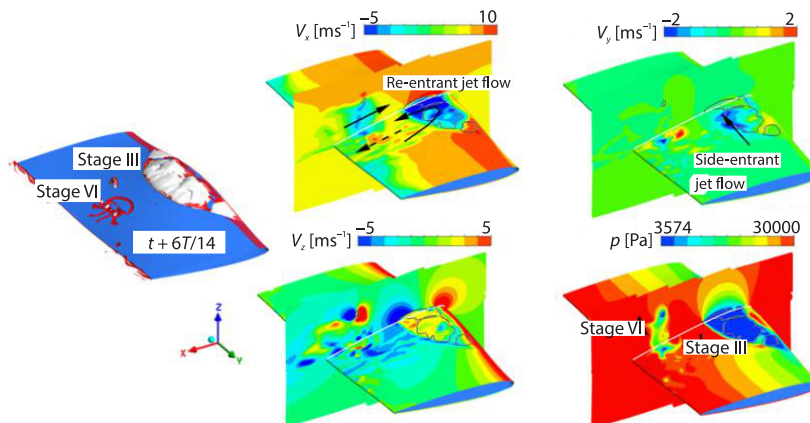 Vx [ms−1] −5 10
Re-entrant jet flow
Vy [ms−1] −2 2
Side-entrant
jet flow
Stage III
Stage VI
t + 6T/14
Z
X
Y
Vz [ms−1] −5 5
p [Pa] 3574 30000
Stage VI
Stage III